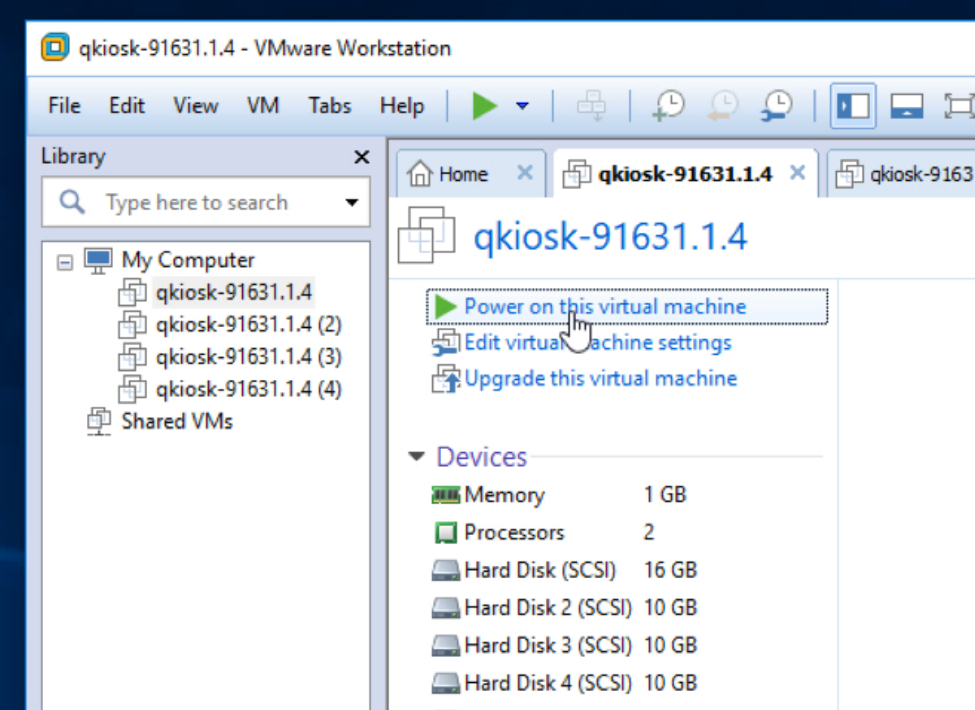 qkiosk-91631.1.4 - VMware Workstation
File Edit View VM Tabs Help
Library
Type here to search
My Computer
qkiosk-91631.1.4
qkiosk-91631.1.4 (2)
qkiosk-91631.1.4 (3)
qkiosk-91631.1.4 (4)
Shared VMs
Home qkiosk-91631.1.4 qkiosk-9163
qkiosk-91631.1.4
Power on this virtual machine
Edit virtual machine settings
Upgrade this virtual machine
Devices
Memory 1 GB
Processors 2
Hard Disk (SCSI) 16 GB
Hard Disk 2 (SCSI) 10 GB
Hard Disk 3 (SCSI) 10 GB
Hard Disk 4 (SCSI) 10 GB